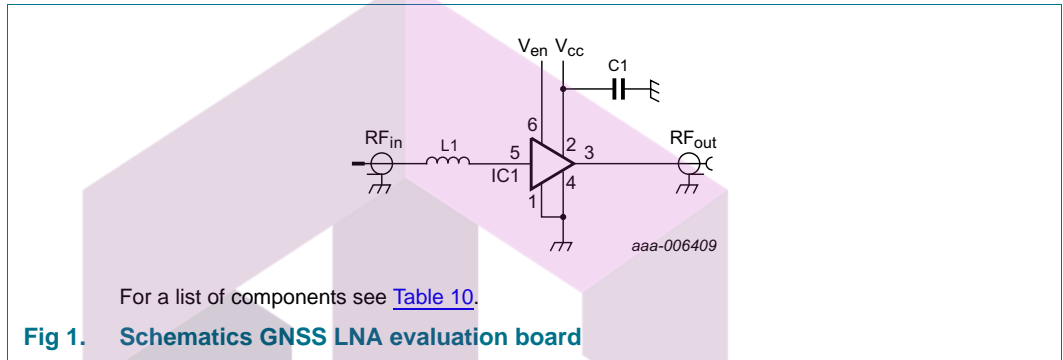 Ven Vcc
C1
6
RFin
L1
5
2
3
RFout
IC1
4
1
aaa-006409
For a list of components see Table 10.
Fig 1. Schematics GNSS LNA evaluation board